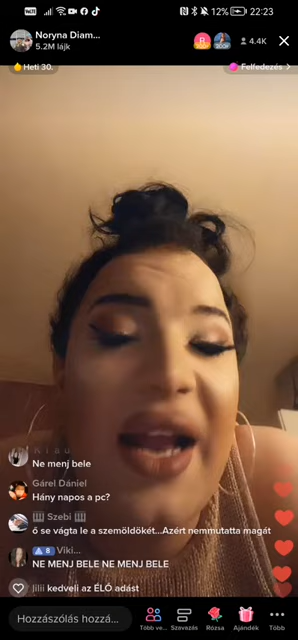 12% 22:23
Noryna Diam...
5.2M lájk
4.4K
Heti 30.
Felfedezés >
Ne menj bele
Gárel Dániel
Hány napos a pc?
Szebi
ő se vágta le a szemöldökét...Azért nemmutatta magát
8 Viki...
NE MENJ BELE NE MENJ BELE
Jilii kedveli az ÉLŐ adást
Hozzászólás hozzá...
Több ve... Szavazás Rózsa Ajándék Több